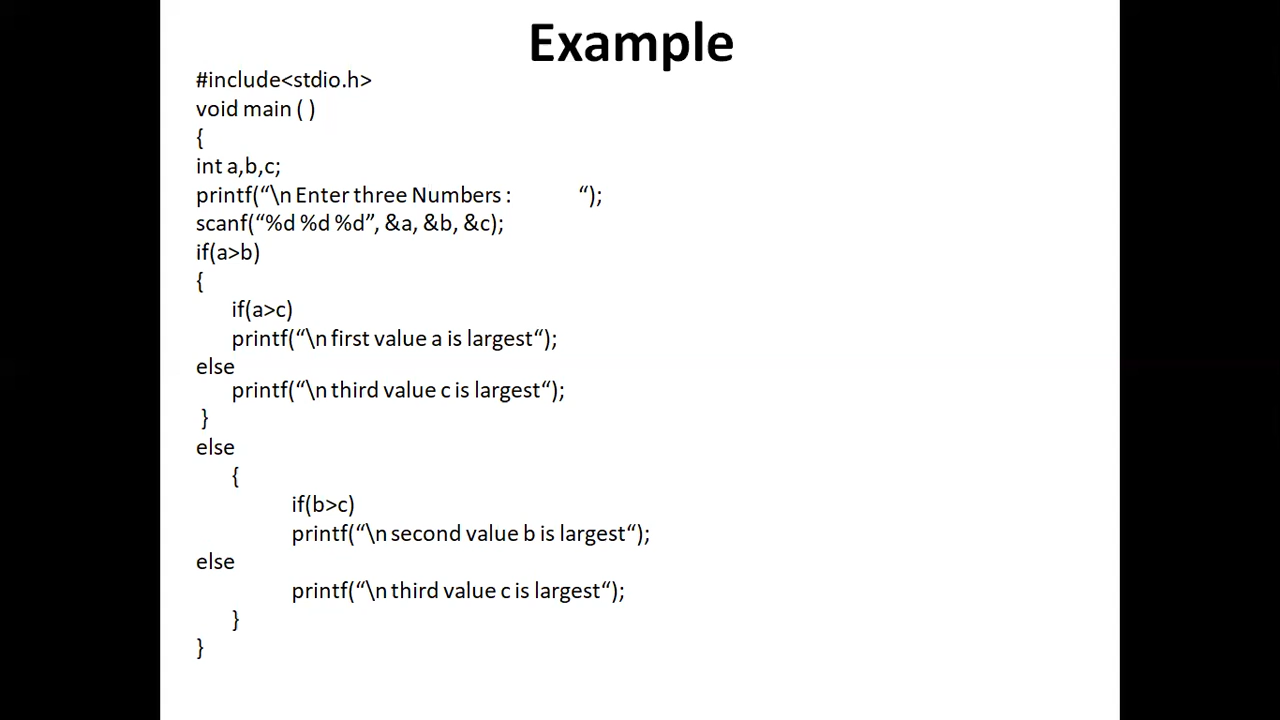 Example
#include<stdio.h>
void main ( )
{
int a,b,c;
printf(“\n Enter three Numbers : “);
scanf(“%d %d %d”, &a, &b, &c);
if(a>b)
{
if(a>c)
printf(“\n first value a is largest“);
else
printf(“\n third value c is largest“);
}
else
{
if(b>c)
printf(“\n second value b is largest“);
else
printf(“\n third value c is largest“);
}
}